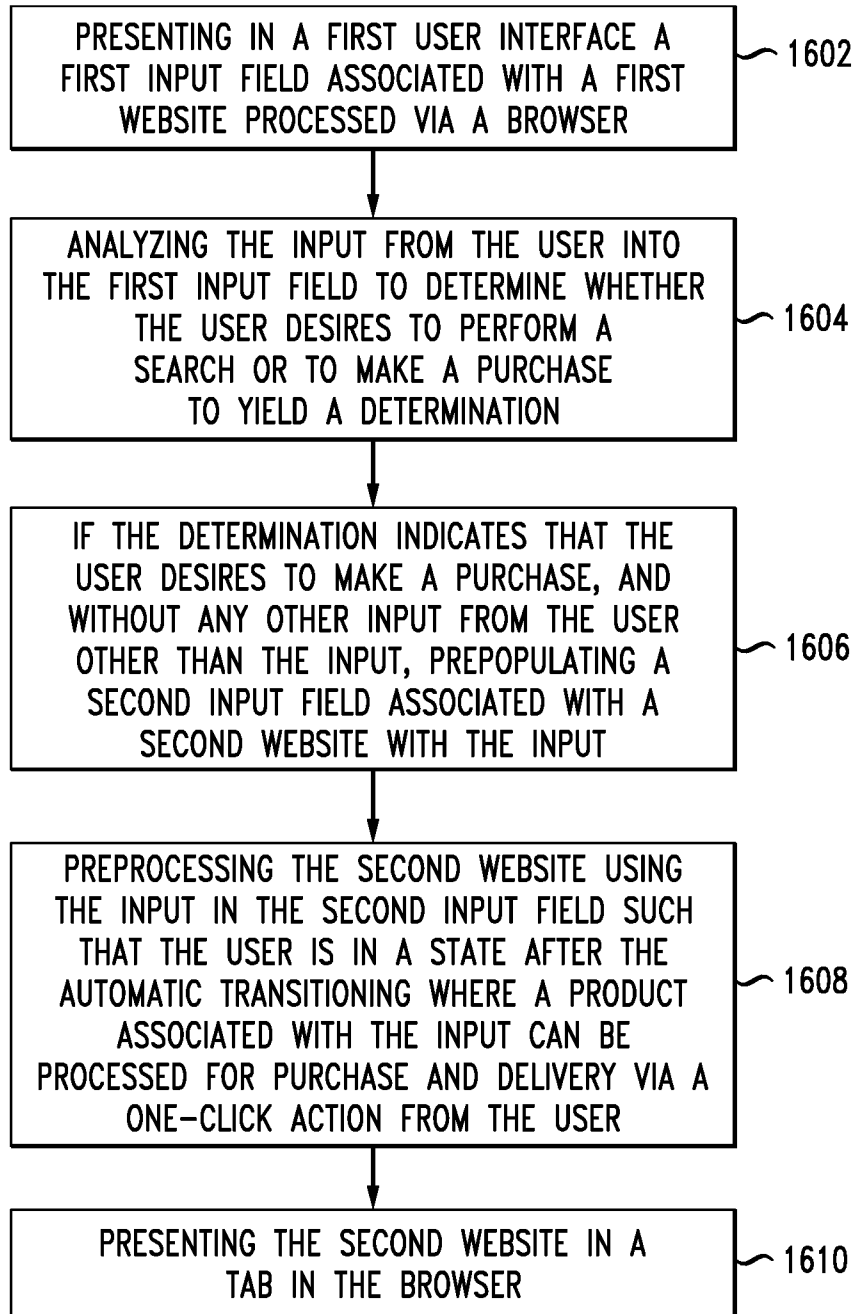 PRESENTING IN A FIRST USER INTERFACE A
FIRST INPUT FIELD ASSOCIATED WITH A FIRST
WEBSITE PROCESSED VIA A BROWSER
1602
ANALYZING THE INPUT FROM THE USER INTO
THE FIRST INPUT FIELD TO DETERMINE WHETHER
THE USER DESIRES TO PERFORM A
SEARCH OR TO MAKE A PURCHASE
TO YIELD A DETERMINATION
1604
IF THE DETERMINATION INDICATES THAT THE
USER DESIRES TO MAKE A PURCHASE, AND
WITHOUT ANY OTHER INPUT FROM THE USER
OTHER THAN THE INPUT, PREPOPULATING A
SECOND INPUT FIELD ASSOCIATED WITH A
SECOND WEBSITE WITH THE INPUT
1606
PREPROCESSING THE SECOND WEBSITE USING
THE INPUT IN THE SECOND INPUT FIELD SUCH
THAT THE USER IS IN A STATE AFTER THE
AUTOMATIC TRANSITIONING WHERE A PRODUCT
ASSOCIATED WITH THE INPUT CAN BE
PROCESSED FOR PURCHASE AND DELIVERY VIA A
ONE-CLICK ACTION FROM THE USER
1608
PRESENTING THE SECOND WEBSITE IN A
TAB IN THE BROWSER
1610